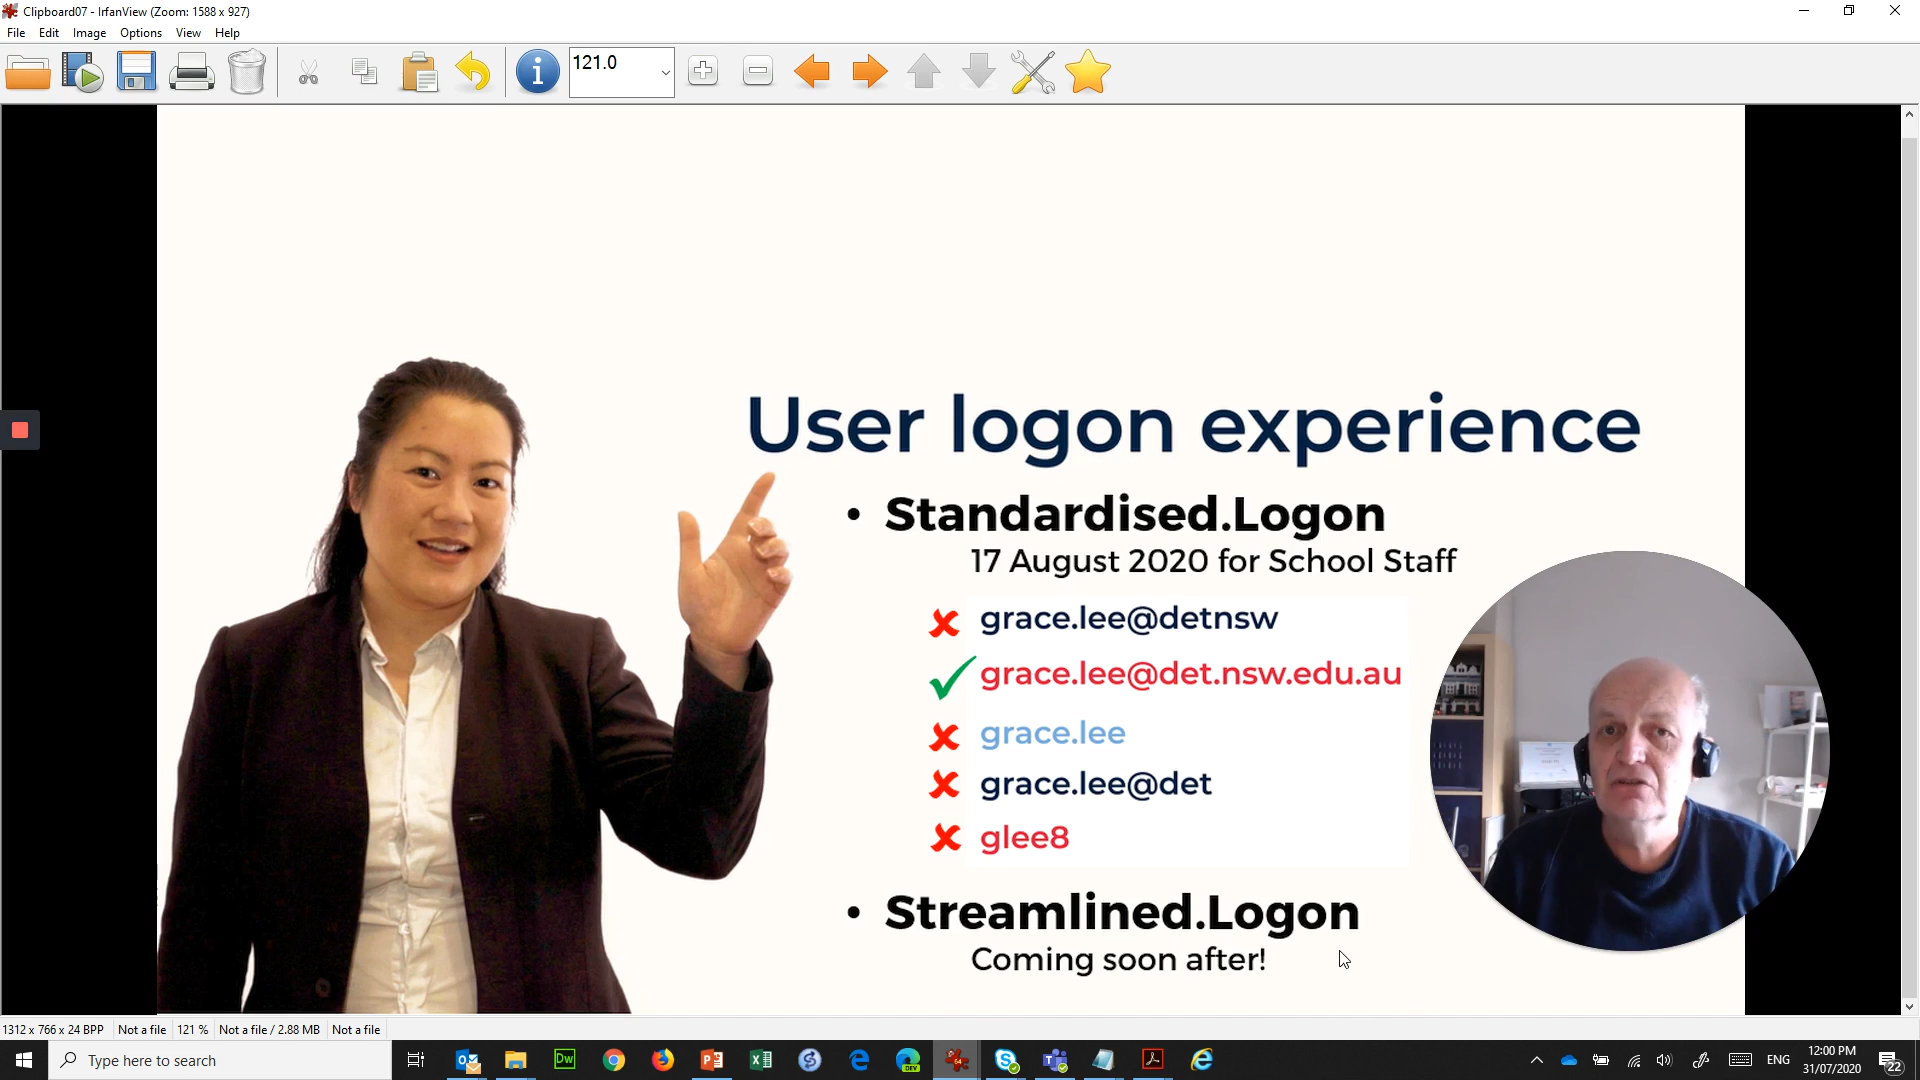 Clipboard07 - IrfanView (Zoom: 1588 x 927)
File Edit Image Options View Help
121.0
User logon experience
• Standardised.Logon
17 August 2020 for School Staff
grace.lee@detnsw
grace.lee@det.nsw.edu.au
grace.lee
grace.lee@det
glee8
• Streamlined.Logon
Coming soon after!
1312 x 766 x 24 BPP Not a file 121 % Not a file / 2.88 MB Not a file
Type here to search
Dw
DEV
ENG
12:00 PM
31/07/2020
22